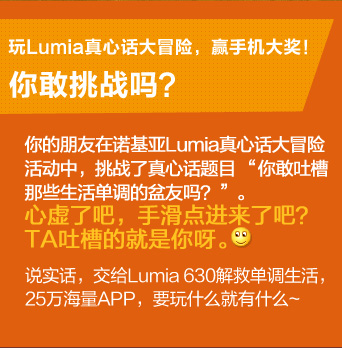 玩Lumia真心话大冒险，赢手机大奖！
你敢挑战吗？
你的朋友在诺基亚Lumia真心话大冒险
活动中，挑战了真心话题目“你敢吐槽
那些生活单调的盆友吗？”。
心虚了吧，手滑点进来了吧？
TA吐槽的就是你呀。
说实话，交给Lumia 630解救单调生活，
25万海量APP，要玩什么就有什么~